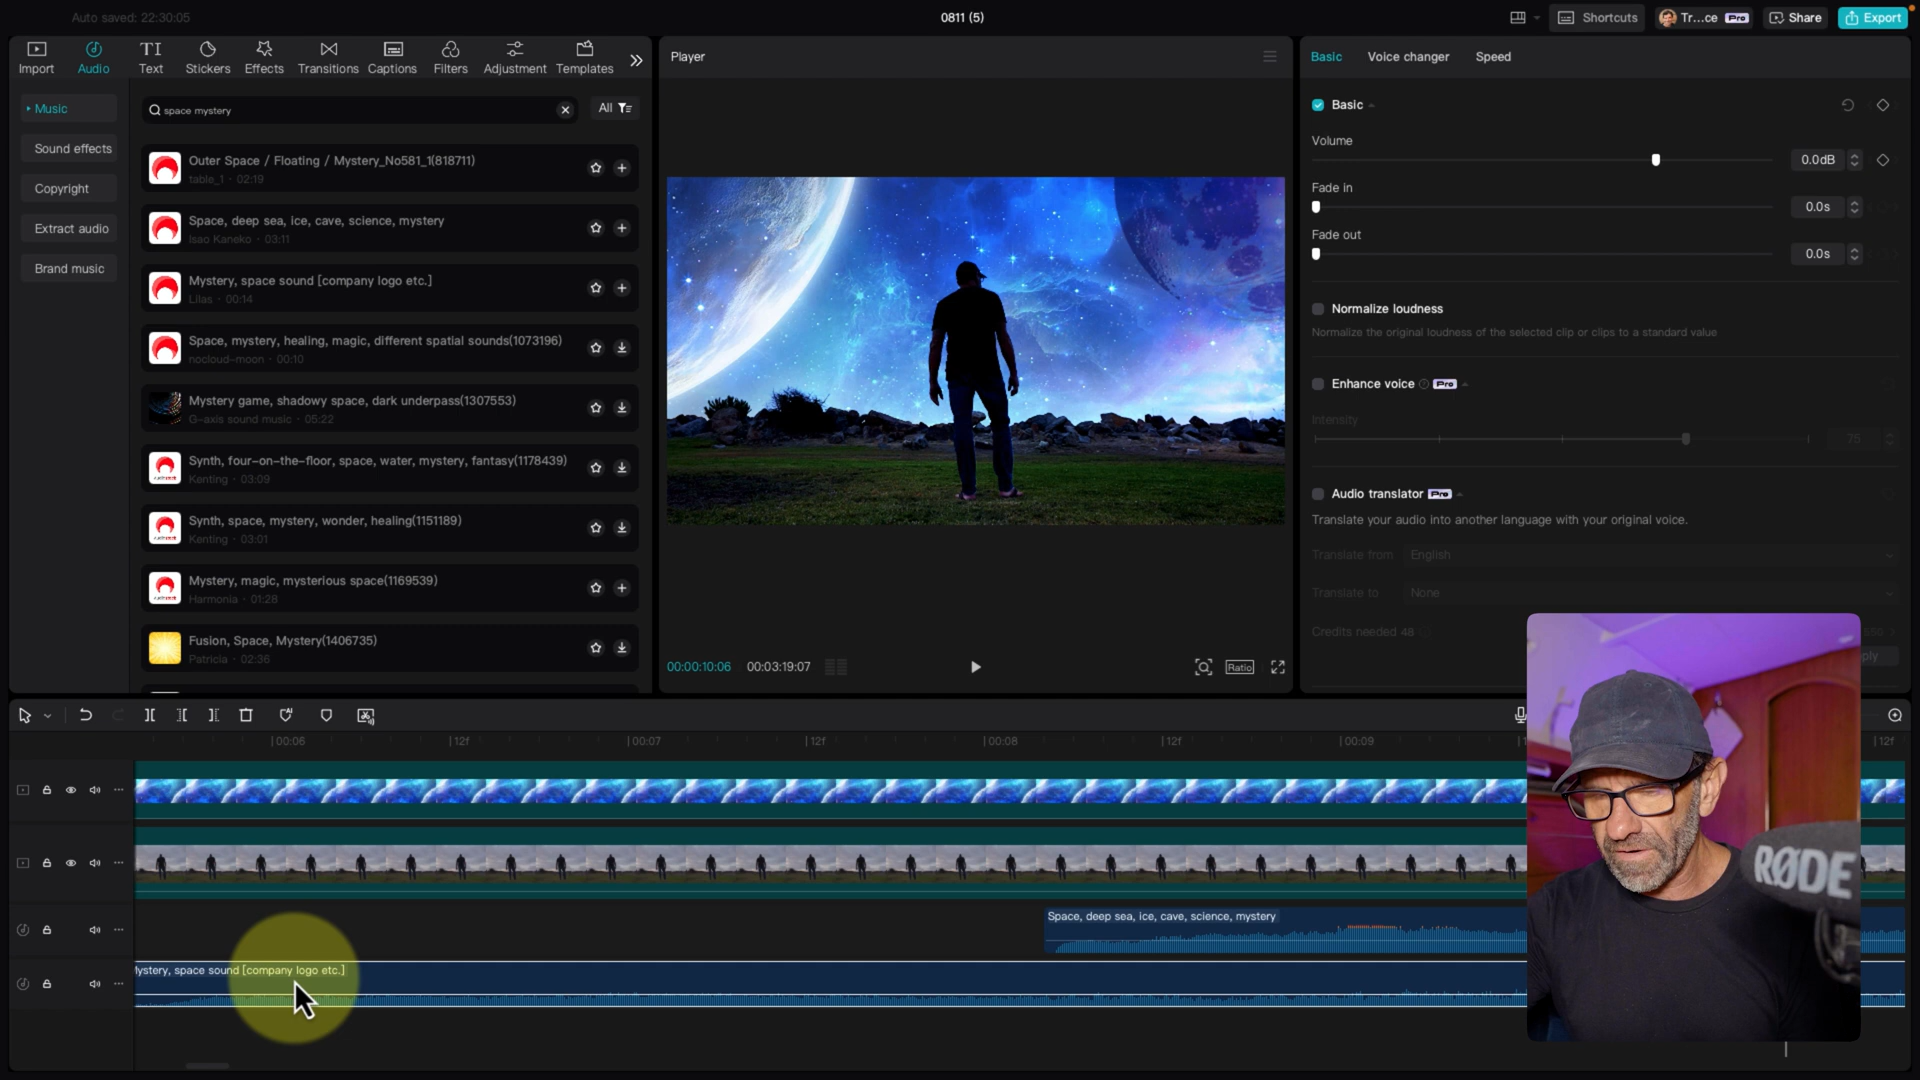 Auto saved: 22:30:05
0811 (5)
Shortcuts
Tr...ce Pro
Share
Export
Import
Audio
TI
Text
Stickers
Effects
Transitions
Captions
Filters
Adjustment
Templates
Music
Sound effects
Copyright
Extract audio
Brand music
space mystery
All
Outer Space / Floating / Mystery_No581_1(818711)
table_1 · 02:19
Space, deep sea, ice, cave, science, mystery
Isao Kaneko · 03:11
Mystery, space sound [company logo etc.]
Lilas · 00:14
Space, mystery, healing, magic, different spatial sounds(1073196)
nocloud-moon · 00:10
Mystery game, shadowy space, dark underpass(1307553)
G-axis sound music · 05:22
Synth, four-on-the-floor, space, water, mystery, fantasy(1178439)
Kenting · 03:09
Synth, space, mystery, wonder, healing(1151189)
Kenting · 03:01
Mystery, magic, mysterious space(1169539)
Harmonia · 01:28
Fusion, Space, Mystery(1406735)
Patricia · 02:36
Player
00:00:10:06
00:03:19:07
Ratio
Basic
Voice changer
Speed
Basic
Volume
0.0dB
Fade in
0.0s
Fade out
0.0s
Normalize loudness
Normalize the original loudness of the selected clip or clips to a standard value
Enhance voice Pro
Intensity
75
Audio translator Pro
Translate your audio into another language with your original voice.
Translate from
English
Translate to
None
Credits needed 48
RØDE
00:06
12f
00:07
12f
00:08
12f
00:09
12f
Space, deep sea, ice, cave, science, mystery
Mystery, space sound [company logo etc.]